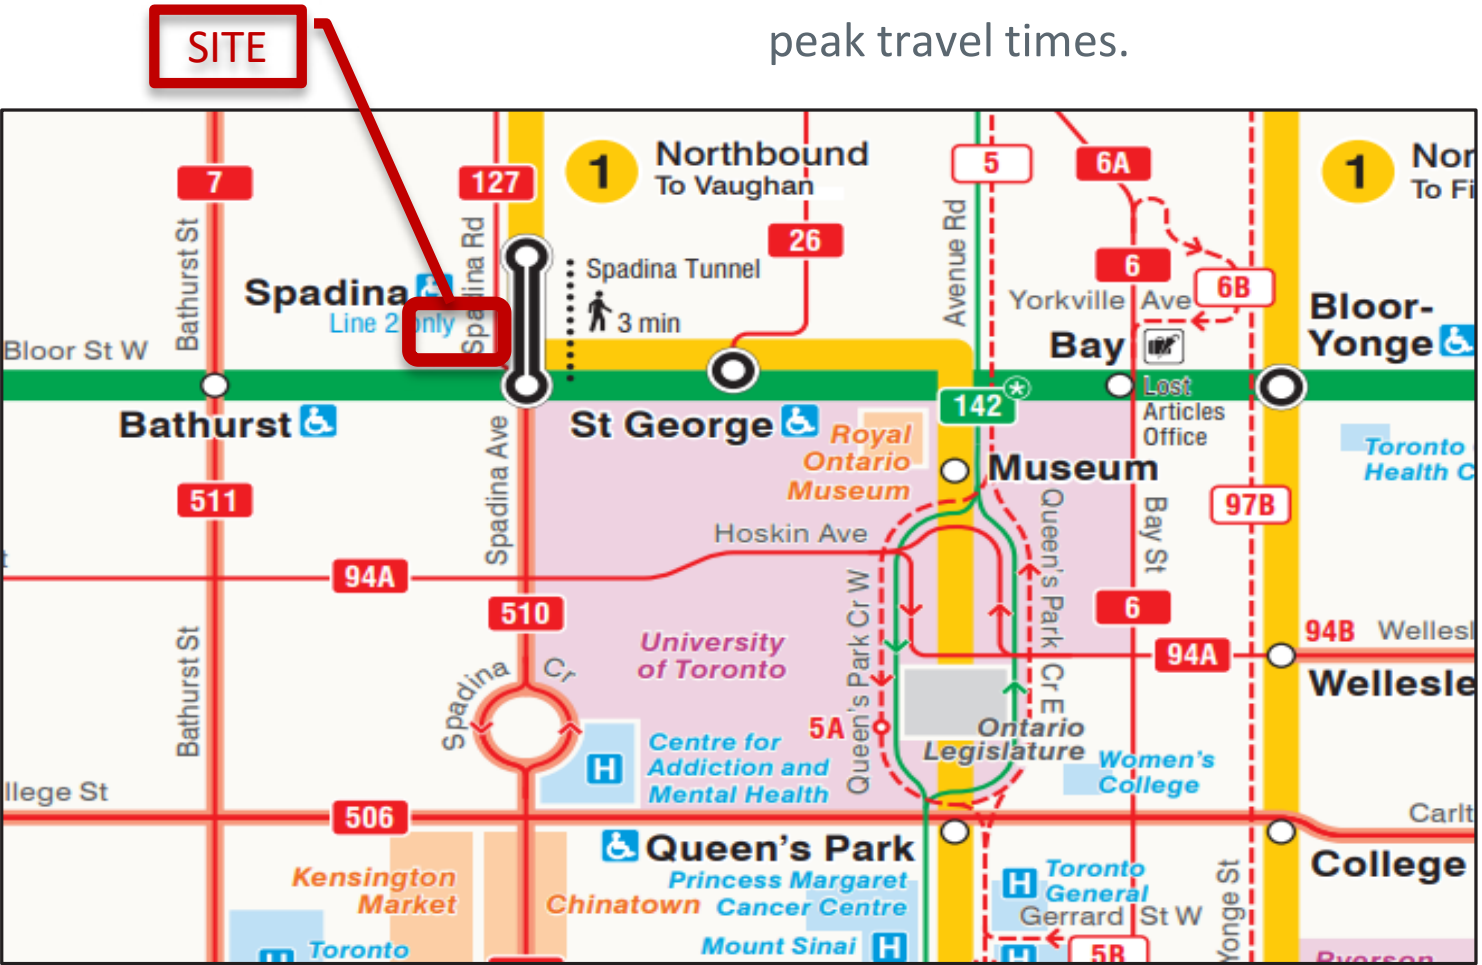 SITE
peak travel times.
7
127
1
Northbound
To Vaughan
26
5
6A
1
Nor
To Fi
Bathurst St
Spadina Rd
Avenue Rd
Spadina
Line 2 only
Spadina Tunnel
3 min
6
6B
Yorkville Ave
Bloor-
Yonge
Bloor St W
Bay
Lost
Articles
Office
Bathurst
St George
142
Royal
Ontario
Museum
Museum
Toronto
Health C
511
Spadina Ave
Hoskin Ave
Queen's Park Cr E
Bay St
97B
94A
510
6
94A
94B
Wellesl
Wellesle
Bathurst St
University
of Toronto
Queen's Park Cr W
Spadina Cr
5A
Ontario
Legislature
H
Centre for
Addiction and
Mental Health
Women's
College
llege St
506
Carlt
Queen's Park
College
Kensington
Market
Chinatown
Princess Margaret
Cancer Centre
H
Toronto
General
Gerrard St W
Yonge St
Toronto
Mount Sinai
H
H
5B
Ryerson